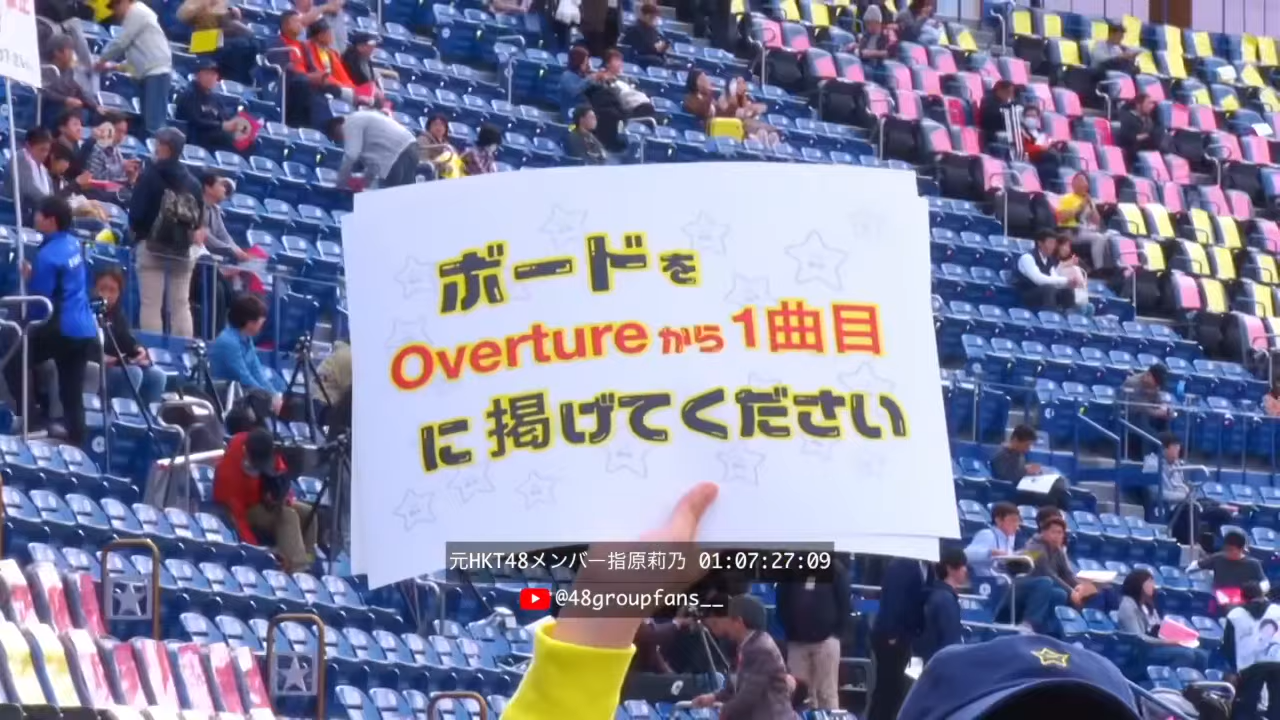 ボードを
Overtureから1曲目
に掲げてください
元HKT48メンバー指原莉乃 01:07:27:09
@48groupfans__